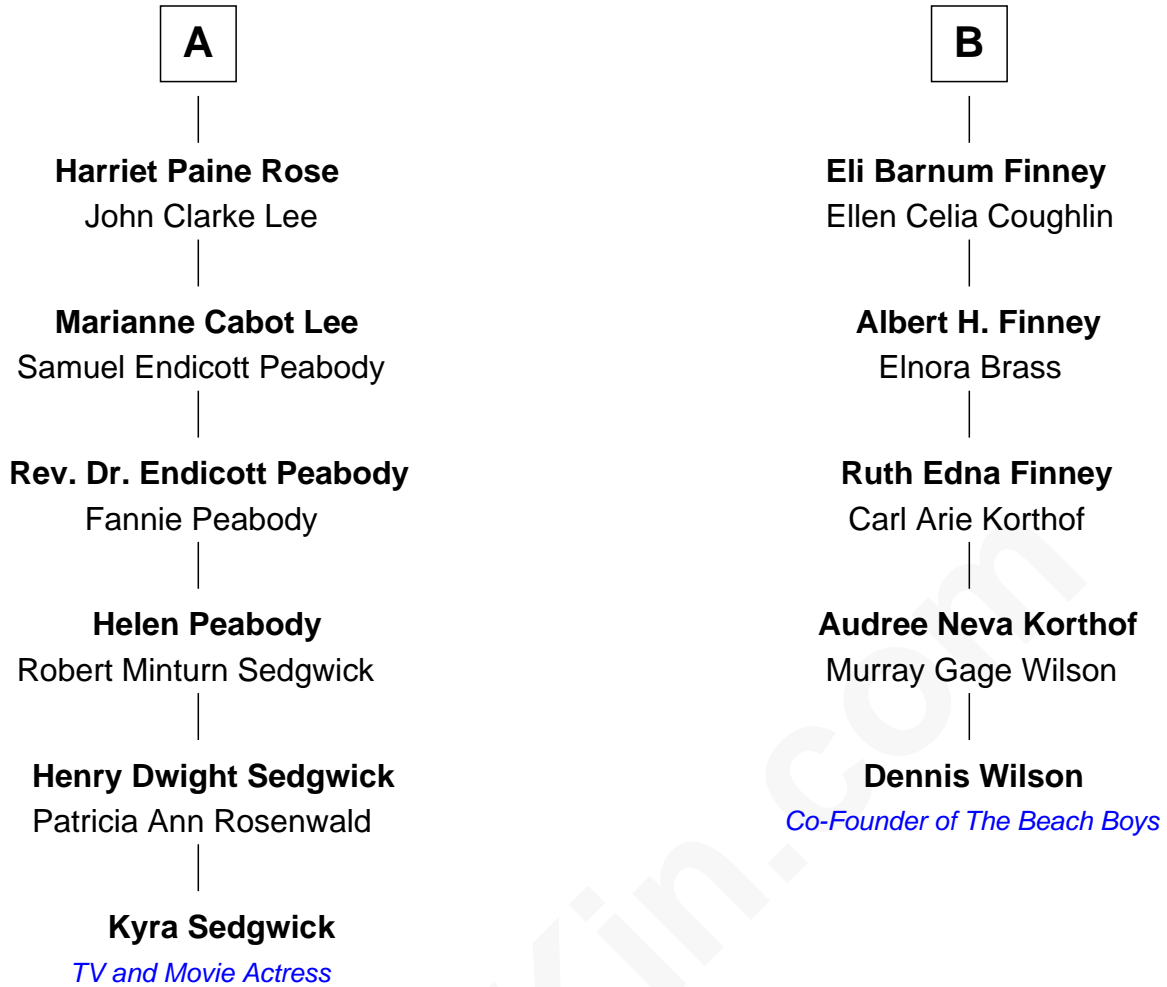 A
Harriet Paine Rose
John Clarke Lee
Marianne Cabot Lee
Samuel Endicott Peabody
Rev. Dr. Endicott Peabody
Fannie Peabody
Helen Peabody
Robert Minturn Sedgwick
Henry Dwight Sedgwick
Patricia Ann Rosenwald
Kyra Sedgwick
TV and Movie Actress
B
Eli Barnum Finney
Ellen Celia Coughlin
Albert H. Finney
Elnora Brass
Ruth Edna Finney
Carl Arie Korthof
Audree Neva Korthof
Murray Gage Wilson
Dennis Wilson
Co-Founder of The Beach Boys